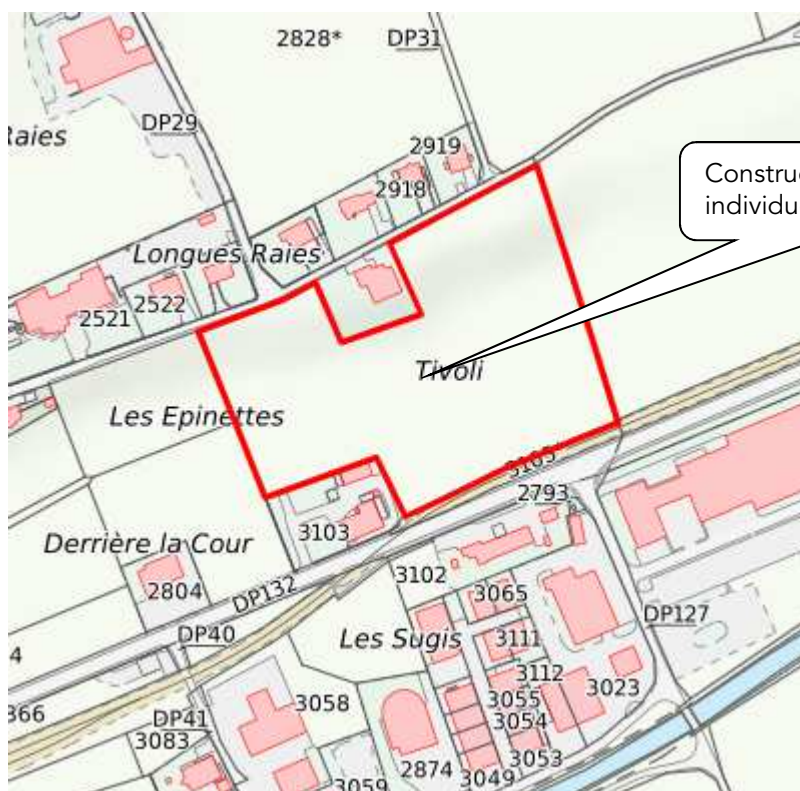 2828*
DP31
DP29
Raies
2919
2918
Construc
individu
Longues Raies
2522
2521
Tivoli
Les Epinettes
2793
3103
Derrière la Cour
3102
2804
DP132
3065
DP127
DP40
Les Sugis
3111
4
3112
3023
3055
3058
366
DP41
3054
3083
3053
2874
3049
3059